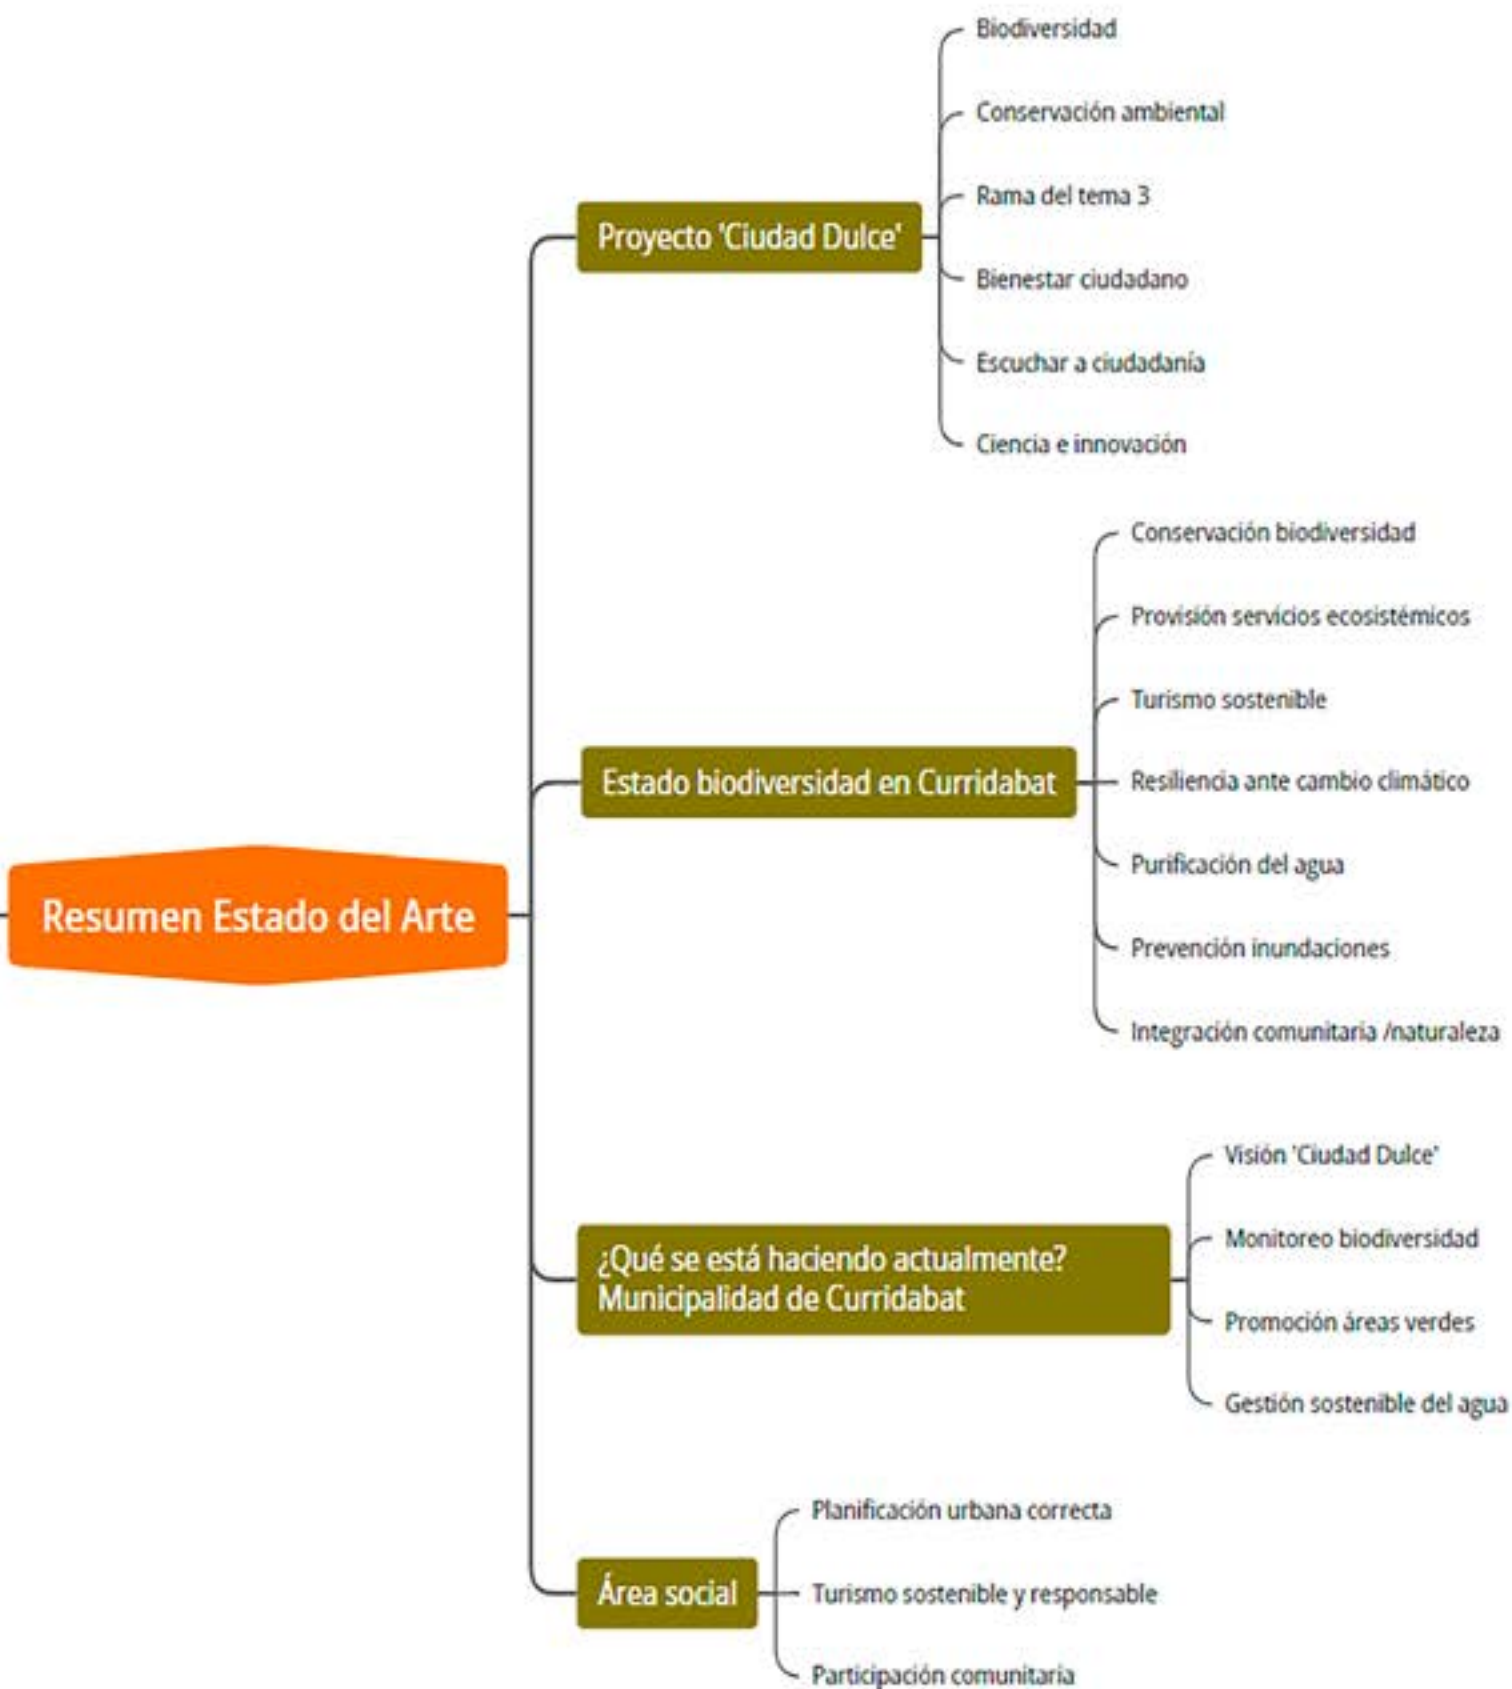 Resumen Estado del Arte
Proyecto 'Ciudad Dulce'
Biodiversidad
Conservación ambiental
Rama del tema 3
Bienestar ciudadano
Escuchar a ciudadanía
Ciencia e innovación
Estado biodiversidad en Curridabat
Conservación biodiversidad
Provisión servicios ecosistémicos
Turismo sostenible
Resiliencia ante cambio climático
Purificación del agua
Prevención inundaciones
Integración comunitaria /naturaleza
¿Qué se está haciendo actualmente?
Municipalidad de Curridabat
Visión 'Ciudad Dulce'
Monitoreo biodiversidad
Promoción áreas verdes
Gestión sostenible del agua
Área social
Planificación urbana correcta
Turismo sostenible y responsable
Participación comunitaria